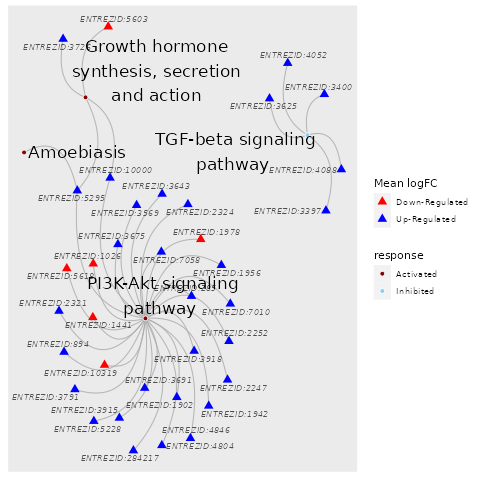 ENTREZID:5603
ENTREZID:372
Growth hormone
synthesis, secretion
and action
ENTREZID:4052
ENTREZID:3400
ENTREZID:3625
TGF-beta signaling
pathway
Amoebiasis
ENTREZID:10000
ENTREZID:4088
ENTREZID:5295
ENTREZID:3643
ENTREZID:3569
ENTREZID:2324
ENTREZID:3397
ENTREZID:3675
ENTREZID:1978
ENTREZID:1026
ENTREZID:7058
ENTREZID:5618
ENTREZID:1956
PI3K-Akt signaling
pathway
ENTREZID:2321
ENTREZID:7010
ENTREZID:1441
ENTREZID:2252
ENTREZID:894
ENTREZID:3918
ENTREZID:10319
ENTREZID:3691
ENTREZID:2247
ENTREZID:3791
ENTREZID:1902
ENTREZID:3915
ENTREZID:1942
ENTREZID:5228
ENTREZID:4846
ENTREZID:4804
ENTREZID:284217
Mean logFC
Down-Regulated
Up-Regulated
response
Activated
Inhibited